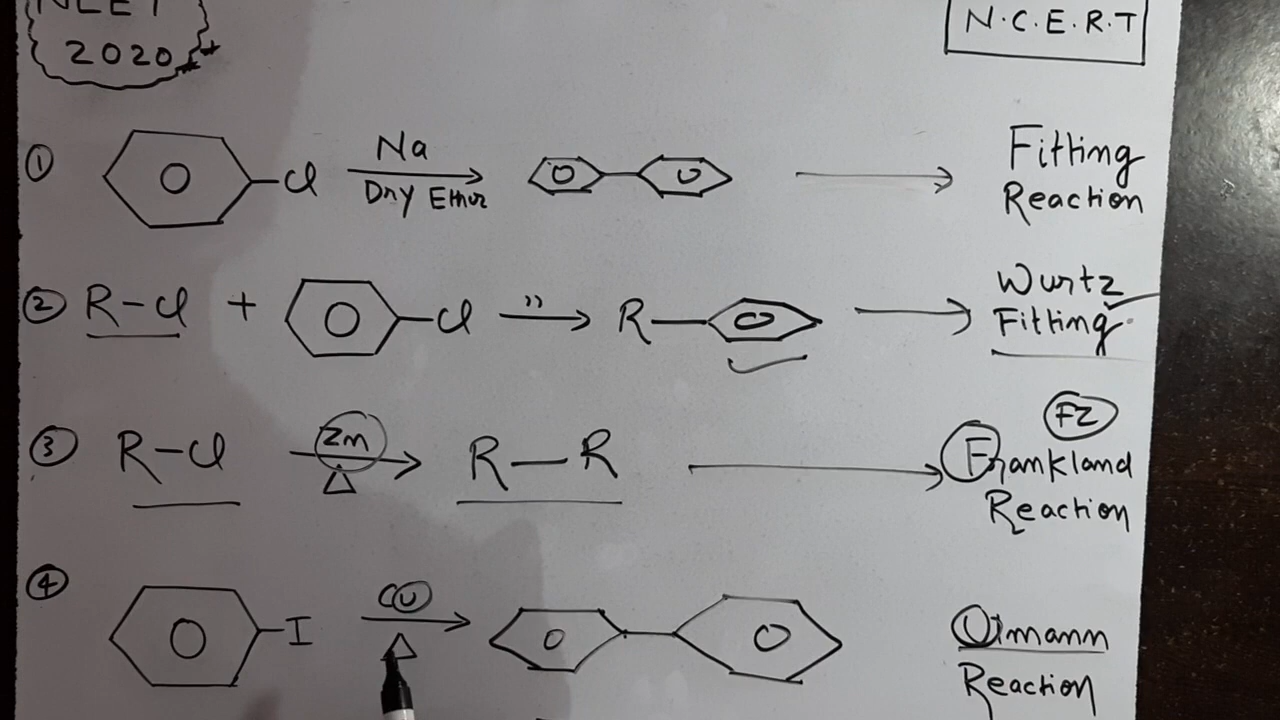 NEET
2020
N.C.E.R.T
① Cl Na Dry Ether Fitting
Reaction
② R-Cl + Cl '' R Wurtz
Fitting
FZ
③ R-Cl Zn Δ R-R Frankland
Reaction
④ I Cu Δ Ulmann
Reaction